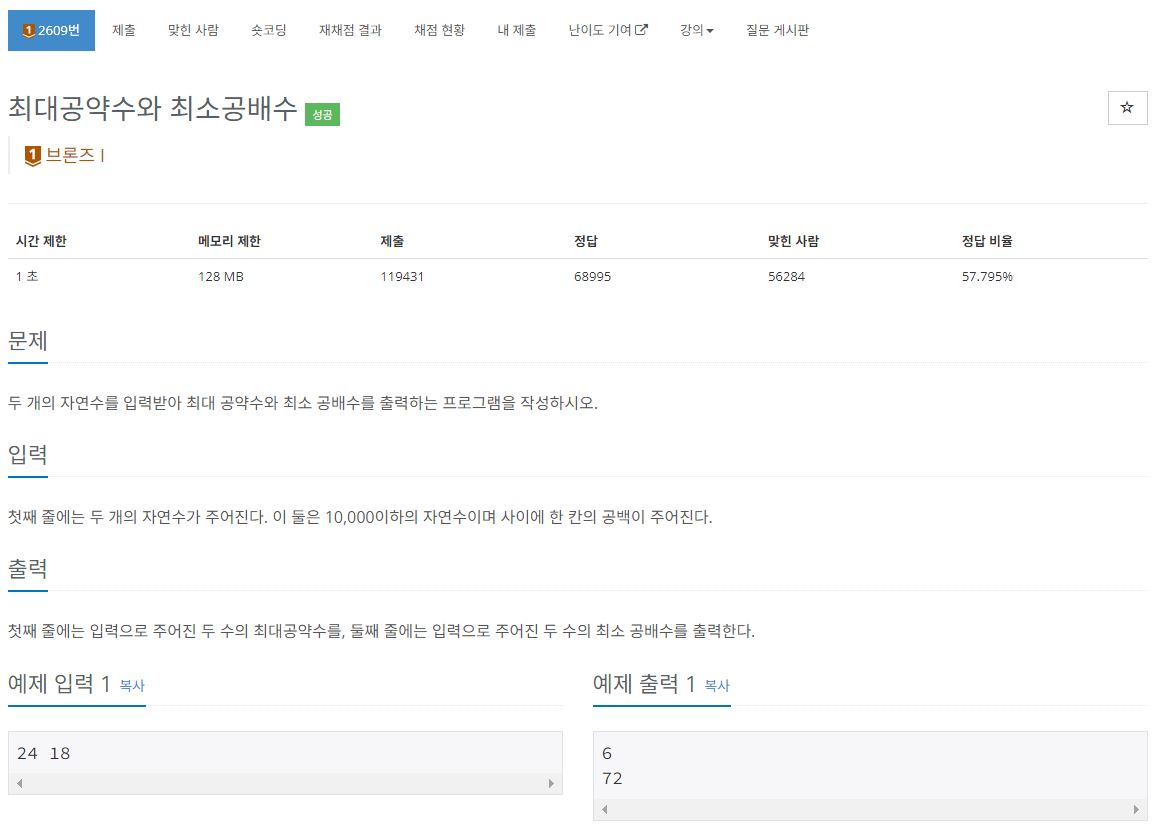 1 2609번 제출 맞힌 사람 숏코딩 재채점 결과 채점 현황 내 제출 난이도 기여 강의 질문 게시판
최대공약수와 최소공배수 성공
1 브론즈 I
시간 제한 메모리 제한 제출 정답 맞힌 사람 정답 비율
1 초 128 MB 119431 68995 56284 57.795%
문제
두 개의 자연수를 입력받아 최대 공약수와 최소 공배수를 출력하는 프로그램을 작성하시오.
입력
첫째 줄에는 두 개의 자연수가 주어진다. 이 둘은 10,000이하의 자연수이며 사이에 한 칸의 공백이 주어진다.
출력
첫째 줄에는 입력으로 주어진 두 수의 최대공약수를, 둘째 줄에는 입력으로 주어진 두 수의 최소 공배수를 출력한다.
예제 입력 1 복사
24 18
예제 출력 1 복사
6
72